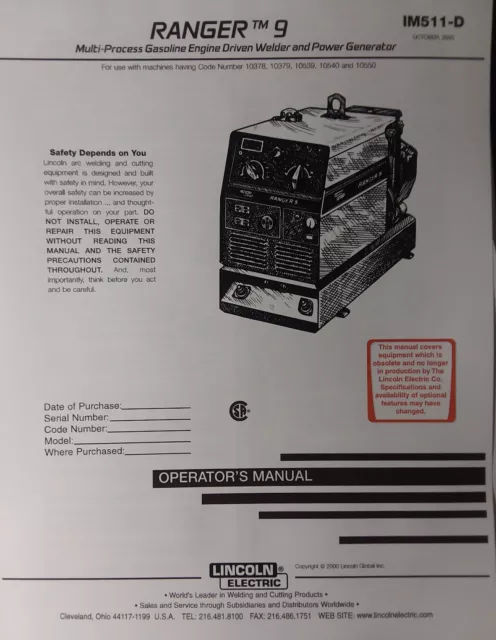 RANGER™ 9
IM511-D
OCTOBER, 2000
Multi-Process Gasoline Engine Driven Welder and Power Generator
For use with machines having Code Number 10378, 10379, 10539, 10540 and 10550
Safety Depends on You
Lincoln arc welding and cutting
equipment is designed and built
with safety in mind. However, your
overall safety can be increased by
proper installation ... and thought-
ful operation on your part. DO
NOT INSTALL, OPERATE OR
REPAIR THIS EQUIPMENT
WITHOUT READING THIS
MANUAL AND THE SAFETY
PRECAUTIONS CONTAINED
THROUGHOUT. And, most
importantly, think before you act
and be careful.
RANGER 9
RANGER 9
This manual covers
equipment which is
obsolete and no longer
in production by The
Lincoln Electric Co.
Specifications and
availability of optional
features may have
changed.
Date of Purchase:
Serial Number:
Code Number:
Model:
Where Purchased:
OPERATOR'S MANUAL
LINCOLN®
ELECTRIC
Copyright © 2000 Lincoln Global Inc.
• World's Leader in Welding and Cutting Products •
• Sales and Service through Subsidiaries and Distributors Worldwide •
Cleveland, Ohio 44117-1199 U.S.A. TEL: 216.481.8100 FAX: 216.486.1751 WEB SITE: www.lincolnelectric.com